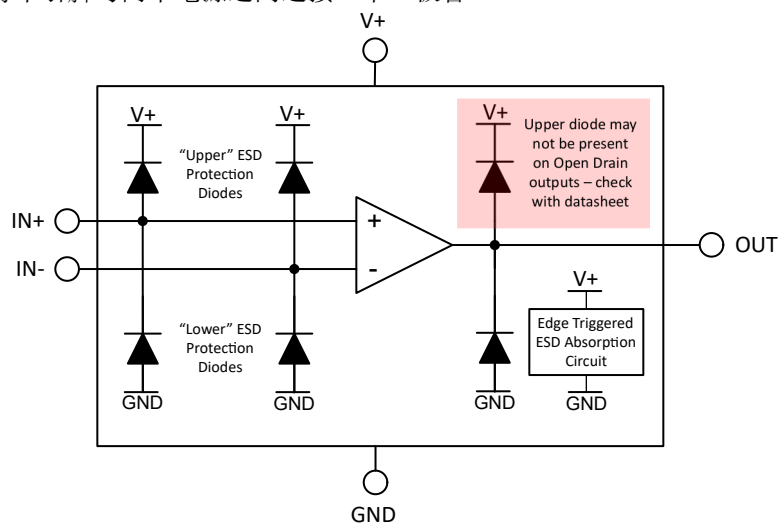 V+
V+
V+
V+
"Upper" ESD
Protection
Diodes
Upper diode may
not be present
on Open Drain
outputs – check
with datasheet
IN+
+
OUT
IN-
-
V+
"Lower" ESD
Protection
Diodes
Edge Triggered
ESD Absorption
Circuit
GND
GND
GND
GND
GND